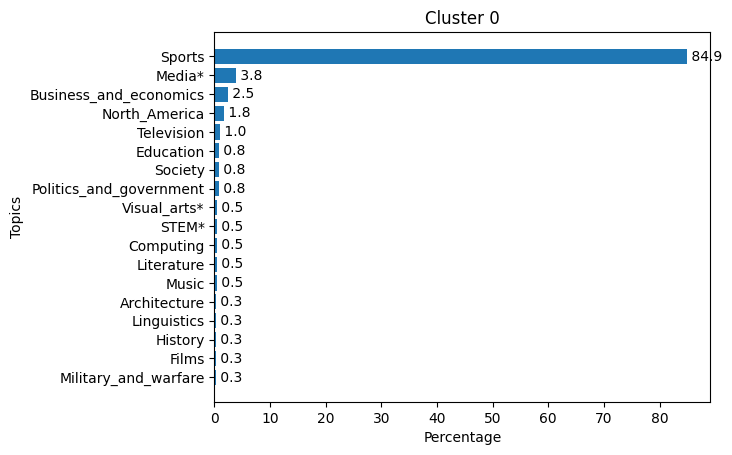 Cluster 0
Sports 84.9
Media* 3.8
Business_and_economics 2.5
North_America 1.8
Television 1.0
Education 0.8
Society 0.8
Politics_and_government 0.8
Visual_arts* 0.5
STEM* 0.5
Computing 0.5
Literature 0.5
Music 0.5
Architecture 0.3
Linguistics 0.3
History 0.3
Films 0.3
Military_and_warfare 0.3
Topics
0 10 20 30 40 50 60 70 80
Percentage